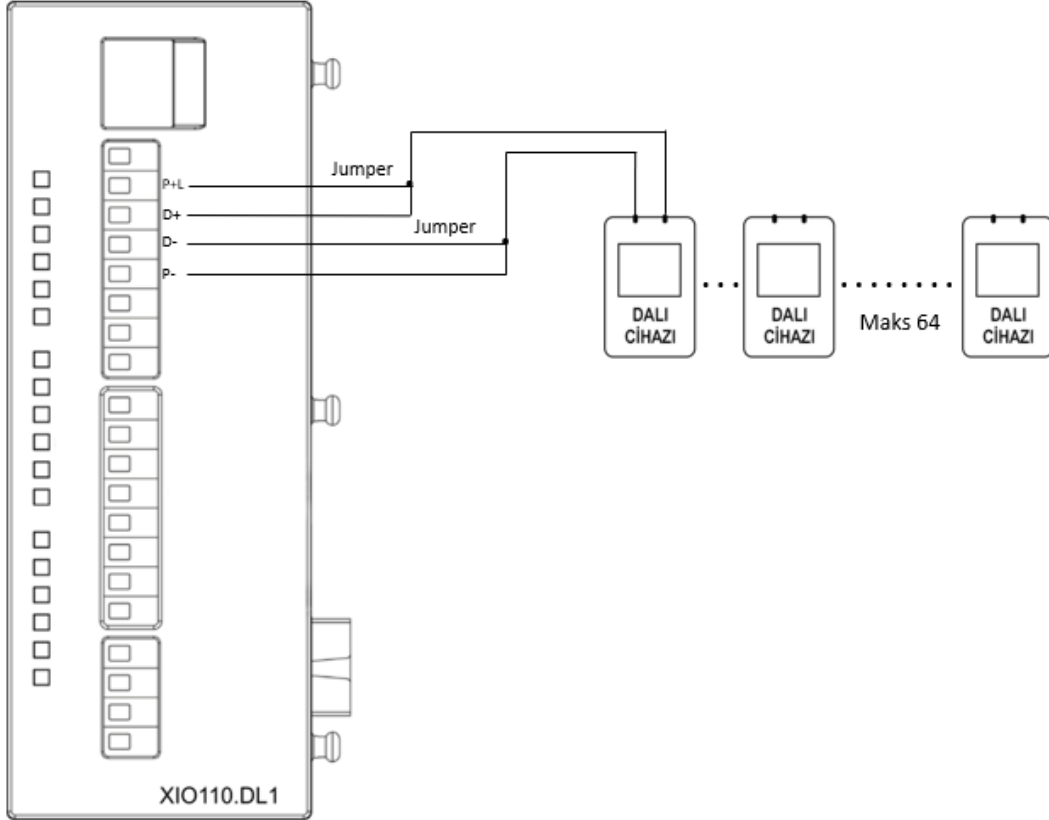 P+L
Jumper
D+
Jumper
D-
P-
DALI
CİHAZI
DALI
CİHAZI
Maks 64
DALI
CİHAZI
XIO110.DL1